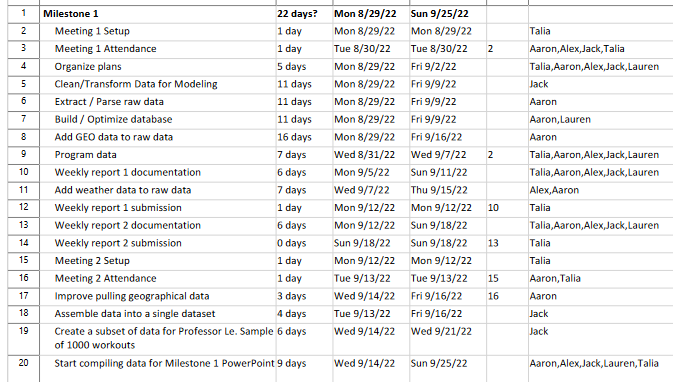 1 Milestone 1 22 days? Mon 8/29/22 Sun 9/25/22
2 Meeting 1 Setup 1 day Mon 8/29/22 Mon 8/29/22 Talia
3 Meeting 1 Attendance 1 day Tue 8/30/22 Tue 8/30/22 2 Aaron,Alex,Jack,Talia
4 Organize plans 5 days Mon 8/29/22 Fri 9/2/22 Talia,Aaron,Alex,Jack,Lauren
5 Clean/Transform Data for Modeling 11 days Mon 8/29/22 Fri 9/9/22 Jack
6 Extract / Parse raw data 11 days Mon 8/29/22 Fri 9/9/22 Aaron
7 Build / Optimize database 11 days Mon 8/29/22 Fri 9/9/22 Aaron,Lauren
8 Add GEO data to raw data 16 days Mon 8/29/22 Fri 9/16/22 Aaron
9 Program data 7 days Wed 8/31/22 Wed 9/7/22 2 Talia,Aaron,Alex,Jack,Lauren
10 Weekly report 1 documentation 6 days Mon 9/5/22 Sun 9/11/22 Talia,Aaron,Alex,Jack,Lauren
11 Add weather data to raw data 7 days Wed 9/7/22 Thu 9/15/22 Alex,Aaron
12 Weekly report 1 submission 1 day Mon 9/12/22 Mon 9/12/22 10 Talia
13 Weekly report 2 documentation 6 days Mon 9/12/22 Sun 9/18/22 Talia,Aaron,Alex,Jack,Lauren
14 Weekly report 2 submission 0 days Sun 9/18/22 Sun 9/18/22 13 Talia
15 Meeting 2 Setup 1 day Mon 9/12/22 Mon 9/12/22 Talia
16 Meeting 2 Attendance 1 day Tue 9/13/22 Tue 9/13/22 15 Aaron,Talia
17 Improve pulling geographical data 3 days Wed 9/14/22 Fri 9/16/22 16 Aaron
18 Assemble data into a single dataset 4 days Tue 9/13/22 Fri 9/16/22 Jack
19 Create a subset of data for Professor Le. Sample 6 days Wed 9/14/22 Wed 9/21/22 Jack
of 1000 workouts
20 Start compiling data for Milestone 1 PowerPoint 9 days Wed 9/14/22 Sun 9/25/22 Aaron,Alex,Jack,Lauren,Talia